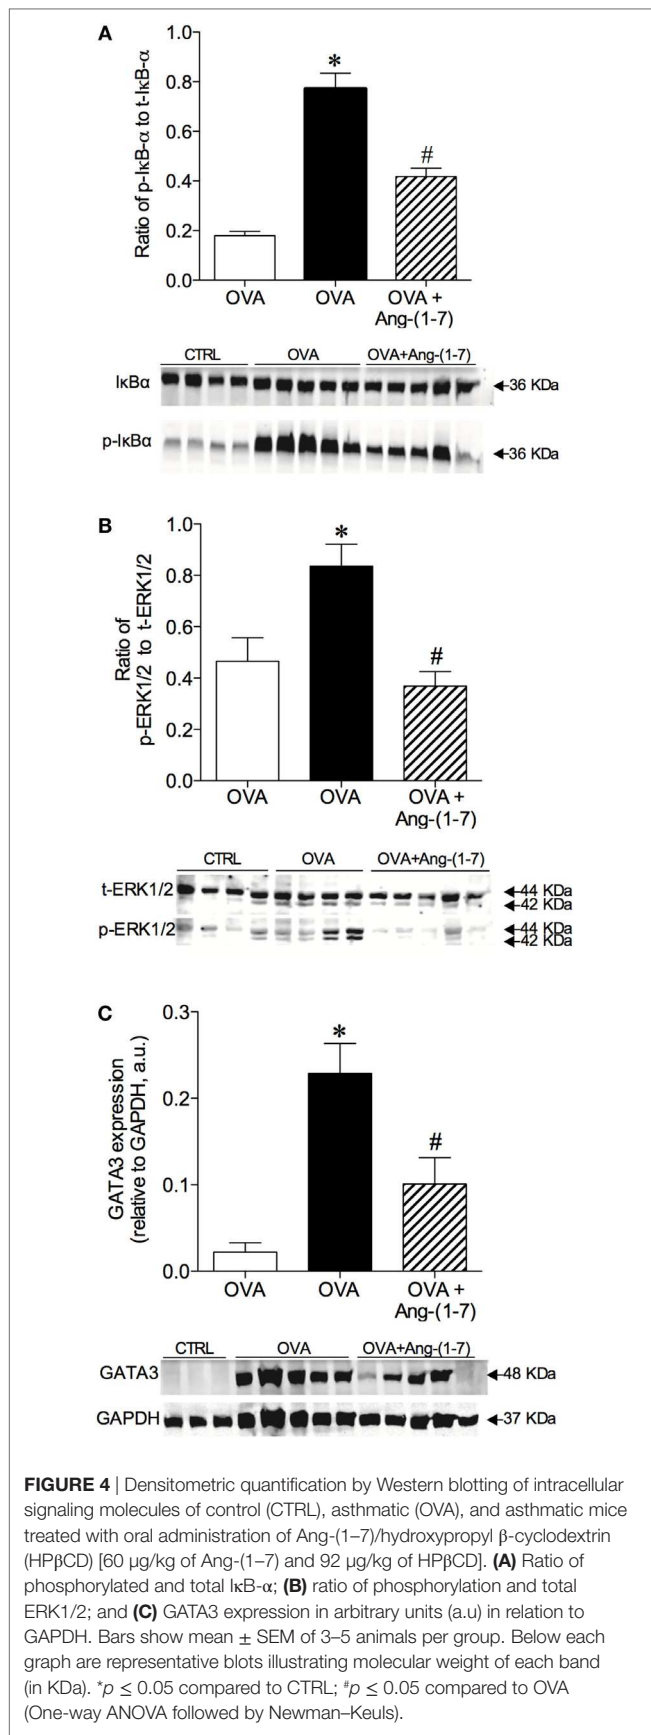 A
Ratio of p-IκB-α to t-IκB-α
1.0
0.8
0.6
0.4
0.2
0.0
*
#
OVA
OVA
OVA +
Ang-(1-7)
CTRL
OVA
OVA+Ang-(1-7)
IκBα
36 KDa
p-IκBα
36 KDa
B
Ratio of
p-ERK1/2 to t-ERK1/2
1.0
0.8
0.6
0.4
0.2
0.0
*
#
OVA
OVA
OVA +
Ang-(1-7)
CTRL
OVA
OVA+Ang-(1-7)
t-ERK1/2
44 KDa
42 KDa
p-ERK1/2
44 KDa
42 KDa
C
GATA3 expression
(relative to GAPDH, a.u.)
0.3
0.2
0.1
0.0
*
#
OVA
OVA
OVA +
Ang-(1-7)
CTRL
OVA
OVA+Ang-(1-7)
GATA3
48 KDa
GAPDH
37 KDa
FIGURE 4 | Densitometric quantification by Western blotting of intracellular
signaling molecules of control (CTRL), asthmatic (OVA), and asthmatic mice
treated with oral administration of Ang-(1–7)/hydroxypropyl β-cyclodextrin
(HPβCD) [60 μg/kg of Ang-(1–7) and 92 μg/kg of HPβCD]. (A) Ratio of
phosphorylated and total IκB-α; (B) ratio of phosphorylation and total
ERK1/2; and (C) GATA3 expression in arbitrary units (a.u) in relation to
GAPDH. Bars show mean ± SEM of 3–5 animals per group. Below each
graph are representative blots illustrating molecular weight of each band
(in KDa). *p ≤ 0.05 compared to CTRL; #p ≤ 0.05 compared to OVA
(One-way ANOVA followed by Newman–Keuls).